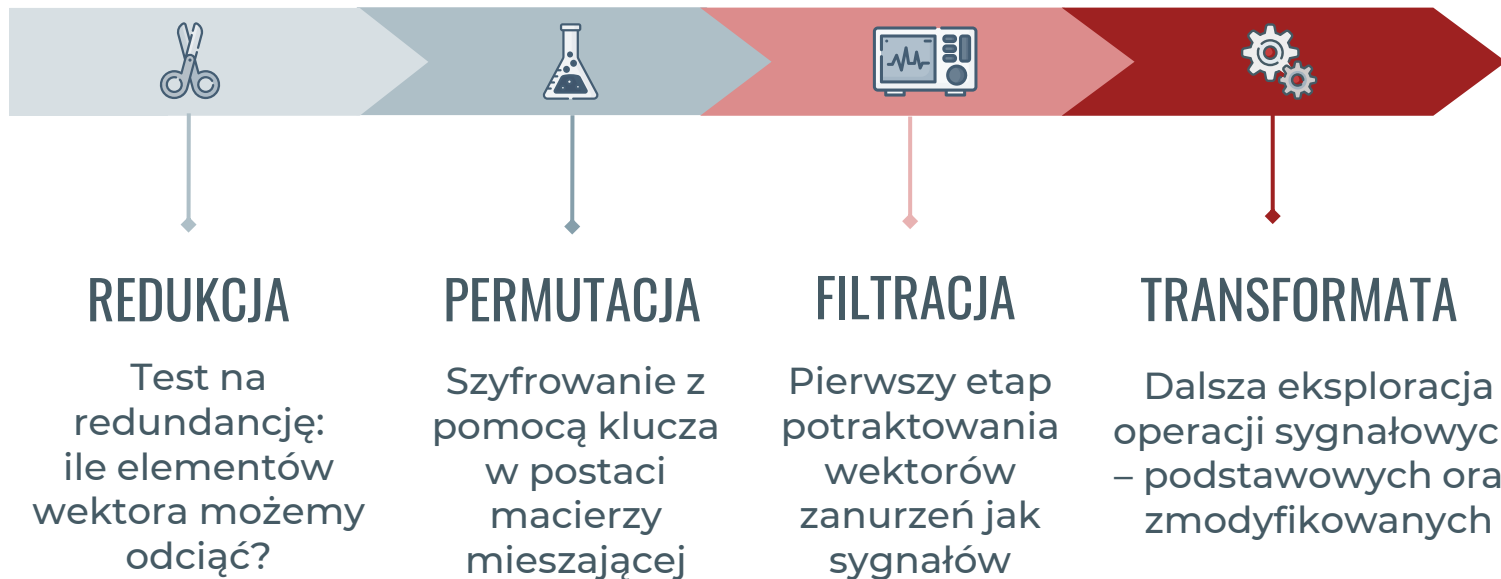 REDUKCJA
Test na
redundancję:
ile elementów
wektora możemy
odciąć?
PERMUTACJA
Szyfrowanie z
pomocą klucza
w postaci
macierzy
mieszającej
FILTRACJA
Pierwszy etap
potraktowania
wektorów
zanurzeń jak
sygnałów
TRANSFORMATA
Dalsza eksploracja
operacji sygnałowyc
– podstawowych ora
zmodyfikowanych